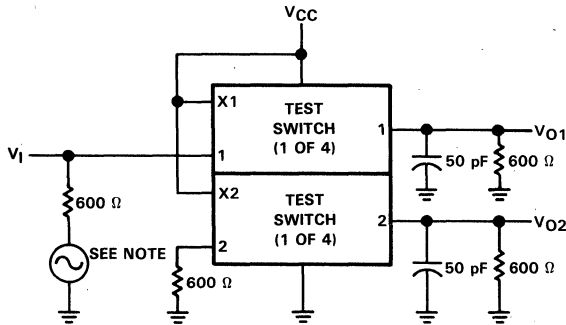 VCC
X1
TEST
SWITCH
(1 OF 4)
1
VO1
VI
1
50 pF
600 Ω
X2
TEST
SWITCH
(1 OF 4)
2
VO2
600 Ω
SEE NOTE
2
600 Ω
50 pF
600 Ω